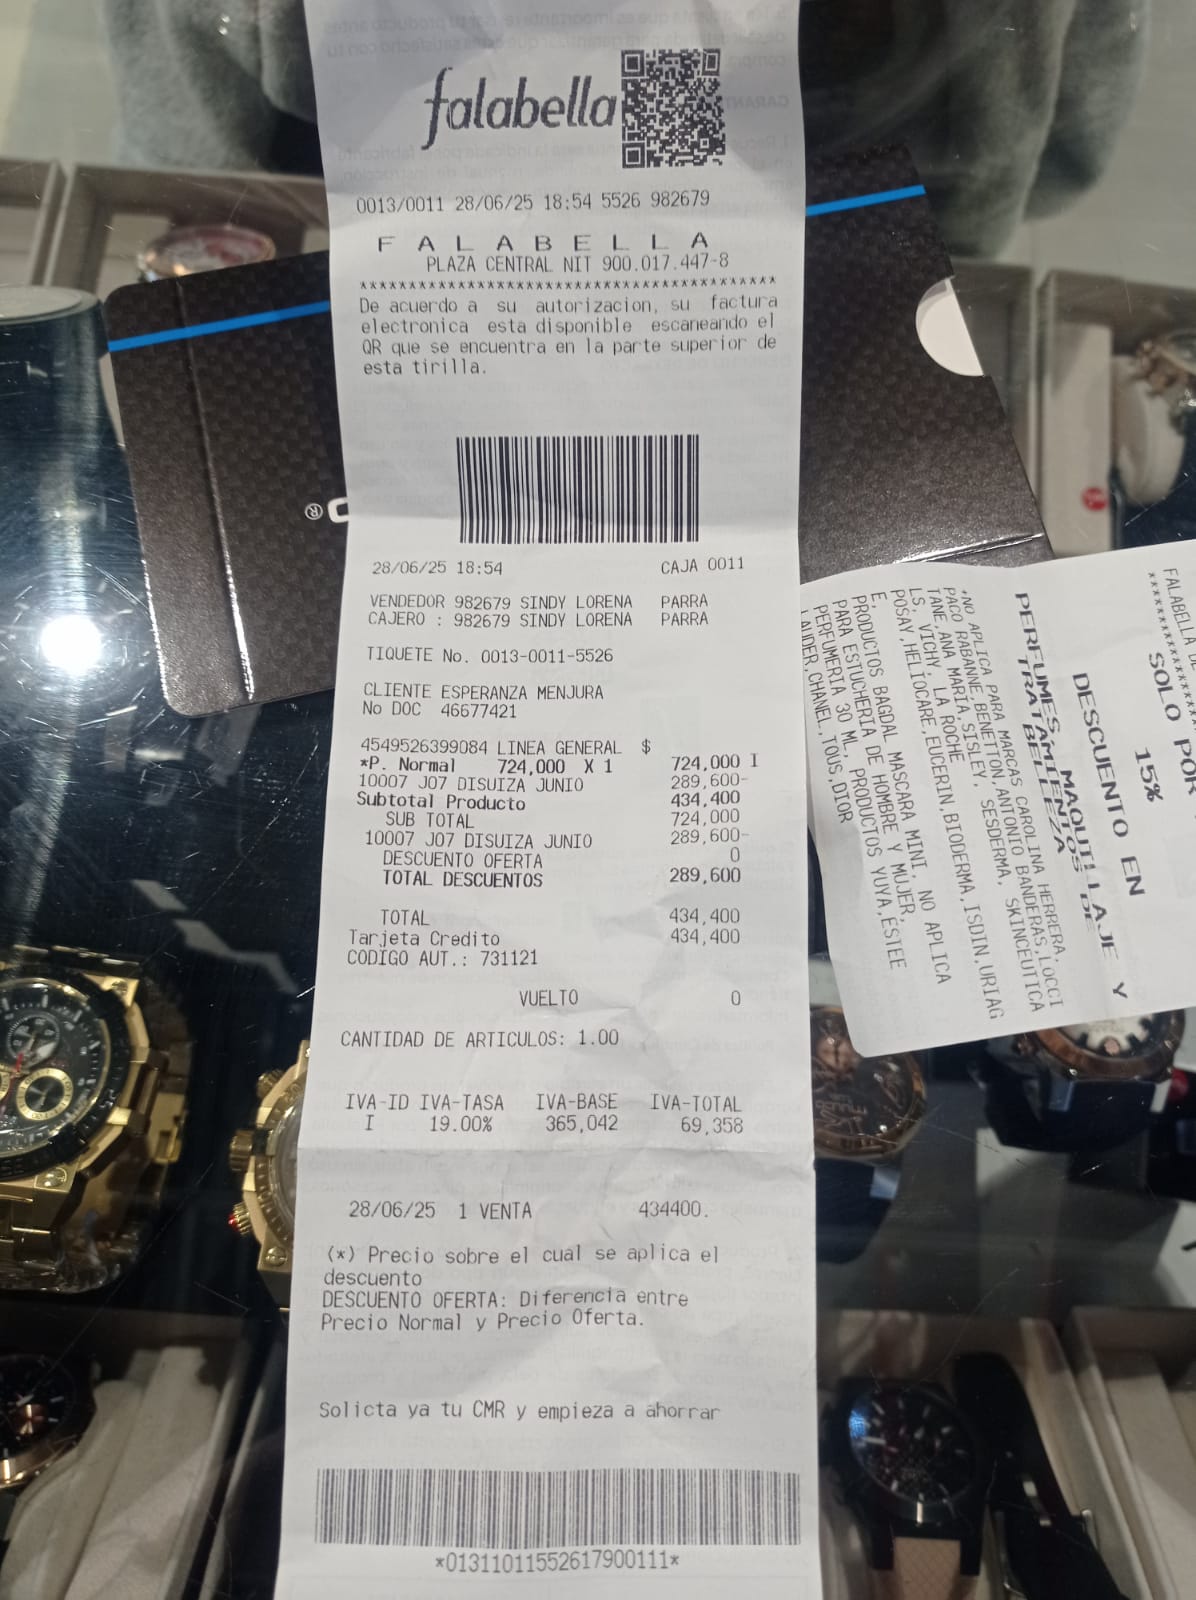 falabella
0013/0011 28/06/25 18:54 5526 982679
F A L A B E L L A
PLAZA CENTRAL NIT 900.017.447-8
****************************************
De acuerdo a su autorizacion, su factura
electronica esta disponible escaneando el
QR que se encuentra en la parte superior de
esta tirilla.
28/06/25 18:54 CAJA 0011
VENDEDOR 982679 SINDY LORENA PARRA
CAJERO : 982679 SINDY LORENA PARRA
TIQUETE No. 0013-0011-5526
CLIENTE ESPERANZA MENJURA
No DOC 46677421
4549526399084 LINEA GENERAL $
*P. Normal 724,000 X 1 724,000 I
10007 J07 DISUIZA JUNIO 289,600-
Subtotal Producto 434,400
SUB TOTAL 724,000
10007 J07 DISUIZA JUNIO 289,600-
DESCUENTO OFERTA 0
TOTAL DESCUENTOS 289,600
TOTAL 434,400
Tarjeta Credito 434,400
CODIGO AUT.: 731121
VUELTO 0
CANTIDAD DE ARTICULOS: 1.00
IVA-ID IVA-TASA IVA-BASE IVA-TOTAL
I 19.00% 365,042 69,358
28/06/25 1 VENTA 434400.
(*) Precio sobre el cual se aplica el
descuento
DESCUENTO OFERTA: Diferencia entre
Precio Normal y Precio Oferta.
Solicta ya tu CMR y empieza a ahorrar
*01311011552617900111*
FALABELLA DE
SOLO POR
15%
DESCUENTO EN
PERFUMES, MAQUILLAJE Y
TRATAMIENTOS DE
BELLEZA
*NO APLICA PARA MARCAS CAROLINA HERRERA,
PACO RABANNE,BENETTON,ANTONIO BANDERAS,LOCCI
TANE,ANA MARIA,SISLEY, SESDERMA, SKINCEUTICA
LS, VICHY, LA ROCHE
POSAY,HELIOCARE,EUCERIN,BIODERMA,ISDIN,URIAG
E, PRODUCTOS BAGDAL MASCARA MINI, NO APLICA
PARA ESTUCHERIA DE HOMBRE Y MUJER,
PERFUMERIA 30 ML, PRODUCTOS YUYA,ESTEE
LAUDER,CHANEL,TOUS,DIOR